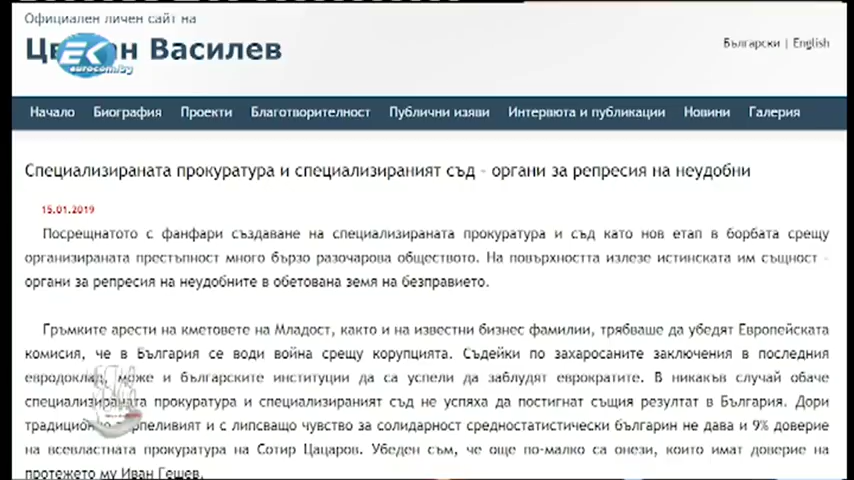 Официален личен сайт на
Василев
EK
eurocom.bg
Български | English
Начало Биография Проекти Благотворителност Публични изяви Интервюта и публикации Новини Галерия
Специализираната прокуратура и специализираният съд - органи за репресия на неудобни
15.01.2019
Посрещнатото с фанфари създаване на специализираната прокуратура и съд като нов етап в борбата срещу
организираната престъпност много бързо разочарова обществото. На повърхността излезе истинската им същност -
органи за репресия на неудобните в обетована земя на безправието.
Гръмките арести на кметовете на Младост, както и на известни бизнес фамилии, трябваше да убедят Европейската
комисия, че в България се води война срещу корупцията. Съдейки по захаросаните заключения в последния
евродоклад, може и българските институции да са успели да заблудят еврократите. В никакъв случай обаче
специализираната прокуратура и специализираният съд не успяха да постигнат същия резултат в България. Дори
традиционно търпеливият и с липсващо чувство за солидарност средностатистически българин не дава и 9% доверие
на всевластната прокуратура на Сотир Цацаров. Убеден съм, че още по-малко са онези, които имат доверие на
протежето му Иван Гешев.